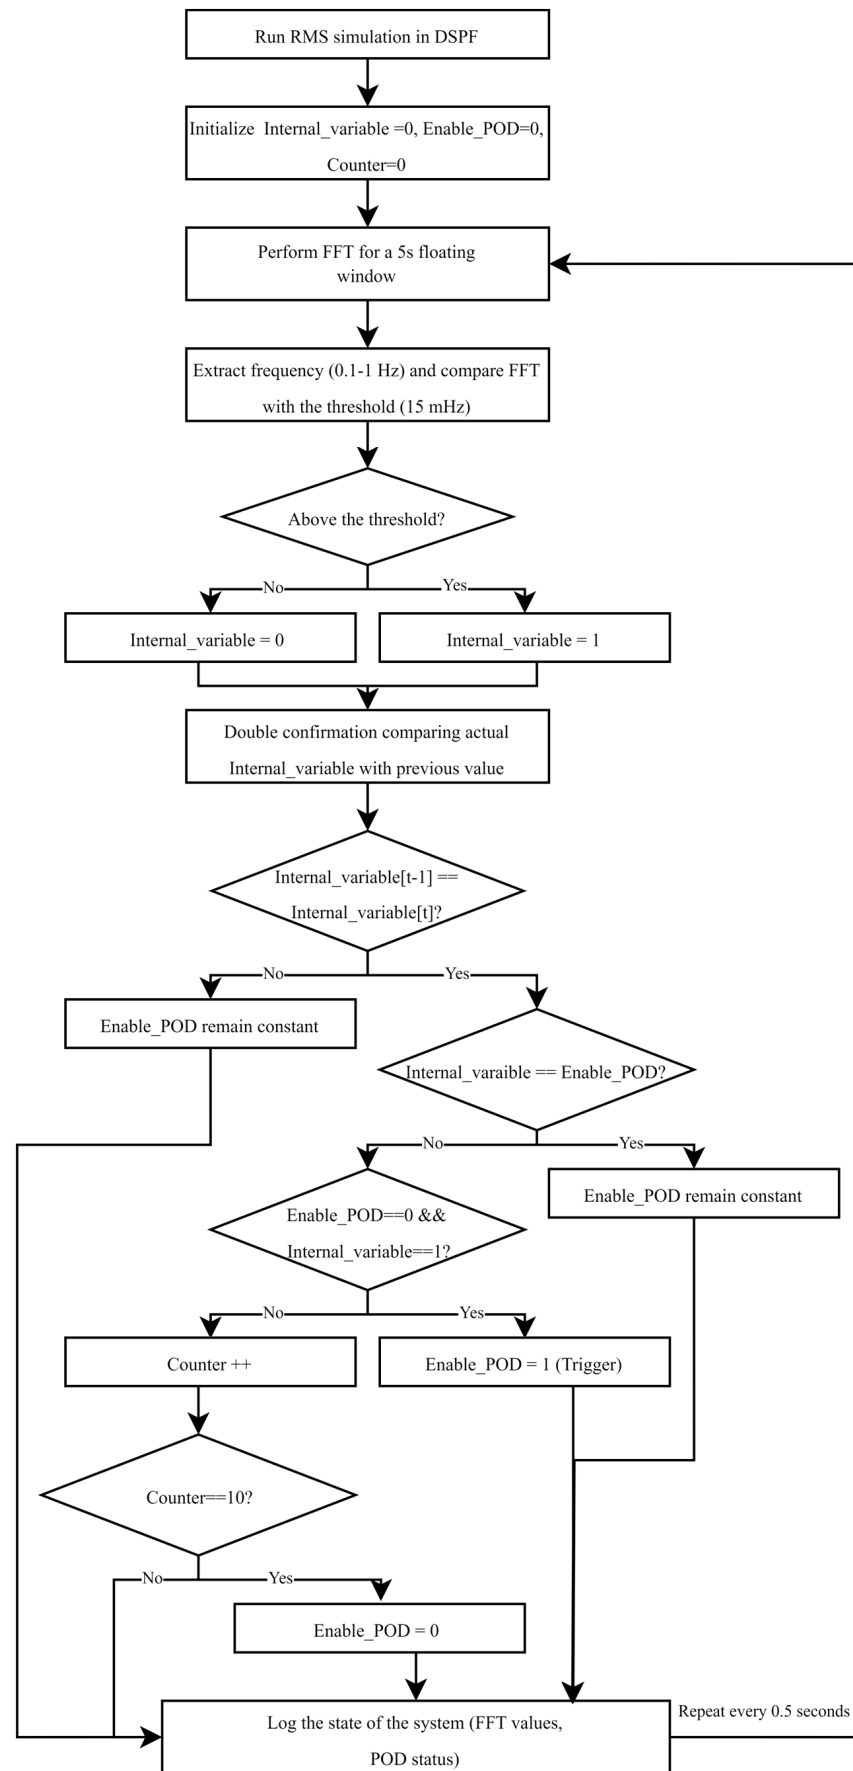 Run RMS simulation in DSPF
Initialize Internal_variable =0, Enable_POD=0,
Counter=0
Perform FFT for a 5s floating
window
Extract frequency (0.1-1 Hz) and compare FFT
with the threshold (15 mHz)
Above the threshold?
No
Yes
Internal_variable = 0
Internal_variable = 1
Double confirmation comparing actual
Internal_variable with previous value
Internal_variable[t-1] ==
Internal_variable[t]?
No
Yes
Enable_POD remain constant
Internal_varaible == Enable_POD?
No
Yes
Enable_POD==0 &&
Internal_variable==1?
Enable_POD remain constant
No
Yes
Counter ++
Enable_POD = 1 (Trigger)
Counter==10?
No
Yes
Enable_POD = 0
Log the state of the system (FFT values,
POD status)
Repeat every 0.5 seconds